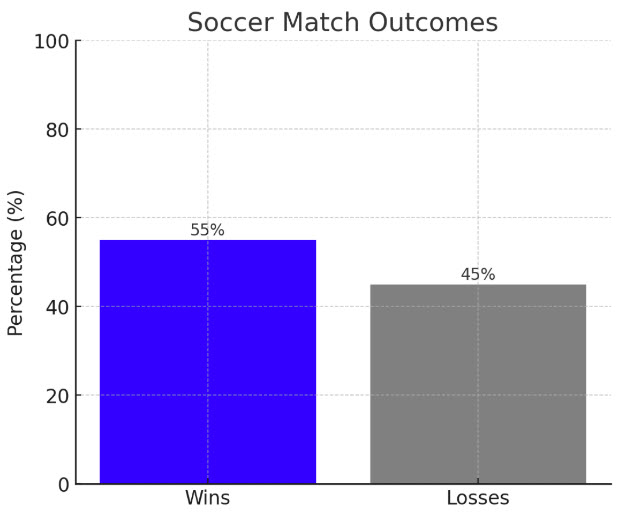 Soccer Match Outcomes
Percentage (%)
100
80
60
40
20
0
55%
45%
Wins
Losses